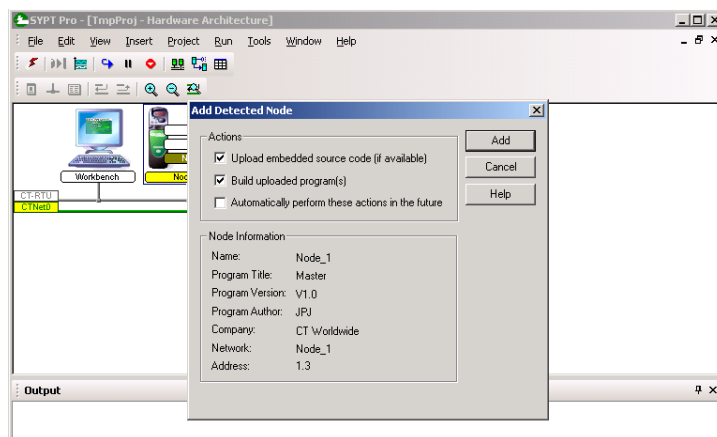 SYPT Pro - [TmpProj - Hardware Architecture]
File Edit View Insert Project Run Tools Window Help
Add Detected Node
Actions
Upload embedded source code (if available)
Build uploaded program(s)
Automatically perform these actions in the future
Add
Cancel
Help
Workbench
CT-RTU
CTNet0
Node Information
Name: Node_1
Program Title: Master
Program Version: V1.0
Program Author: JPJ
Company: CT Worldwide
Network: Node_1
Address: 1.3
Output